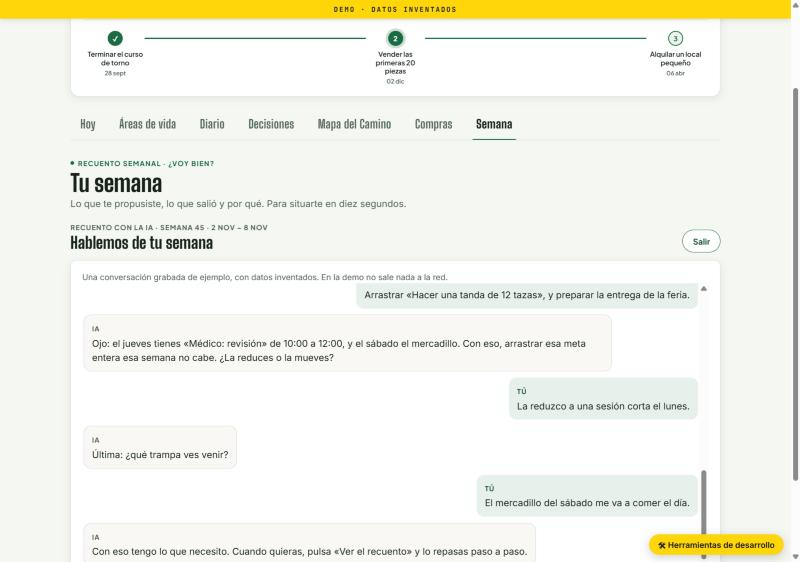 DEMO · DATOS INVENTADOS
✓
2
3
Terminar el curso
de torno
28 sept
Vender las
primeras 20
piezas
02 dic
Alquilar un local
pequeño
06 abr
Hoy
Áreas de vida
Diario
Decisiones
Mapa del Camino
Compras
Semana
RECUENTO SEMANAL · ¿VOY BIEN?
Tu semana
Lo que te propusiste, lo que salió y por qué. Para situarte en diez segundos.
RECUENTO CON LA IA · SEMANA 45 · 2 NOV – 8 NOV
Hablemos de tu semana
Salir
Una conversación grabada de ejemplo, con datos inventados. En la demo no sale nada a la red.
Arrastrar «Hacer una tanda de 12 tazas», y preparar la entrega de la feria.
IA
Ojo: el jueves tienes «Médico: revisión» de 10:00 a 12:00, y el sábado el mercadillo. Con eso, arrastrar esa meta
entera esa semana no cabe. ¿La reduces o la mueves?
TÚ
La reduzco a una sesión corta el lunes.
IA
Última: ¿qué trampa ves venir?
TÚ
El mercadillo del sábado me va a comer el día.
IA
Con eso tengo lo que necesito. Cuando quieras, pulsa «Ver el recuento» y lo repasas paso a paso.
🛠 Herramientas de desarrollo